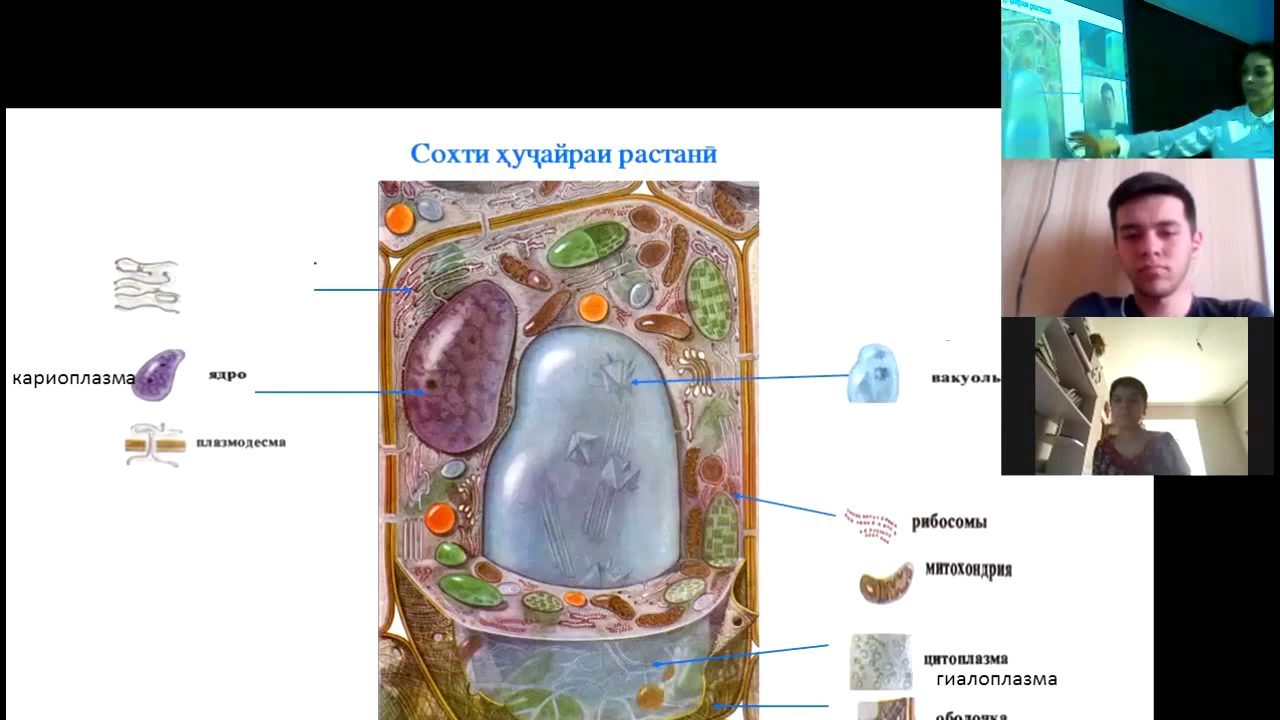 Сохти ҳуҷайраи растанӣ
кариоплазма
ядро
плазмодесма
вакуоль
рибосомы
митохондрия
цитоплазма
гиалоплазма
оболочка